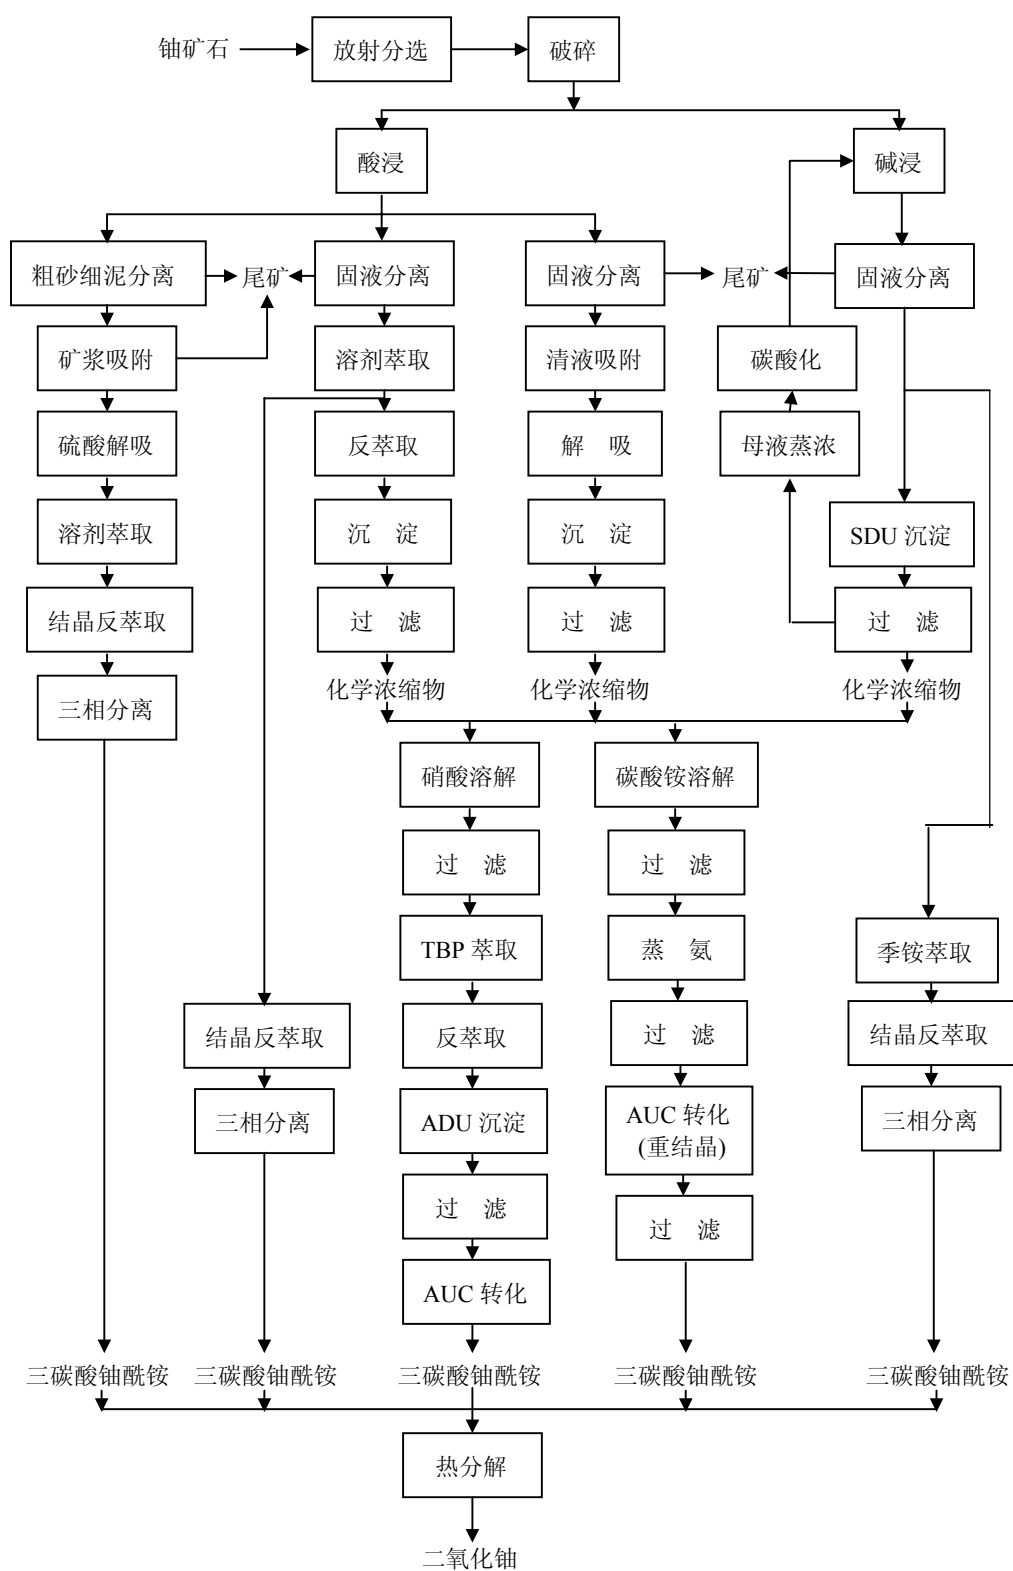 铀矿石
放射分选
破碎
酸浸
碱浸
粗砂细泥分离
尾矿
固液分离
固液分离
尾矿
固液分离
矿浆吸附
溶剂萃取
清液吸附
碳酸化
硫酸解吸
反萃取
解 吸
母液蒸浓
溶剂萃取
沉 淀
沉 淀
SDU 沉淀
结晶反萃取
过 滤
过 滤
过 滤
三相分离
化学浓缩物
化学浓缩物
化学浓缩物
硝酸溶解
碳酸铵溶解
过 滤
过 滤
TBP 萃取
蒸 氨
季铵萃取
结晶反萃取
反萃取
过 滤
结晶反萃取
三相分离
ADU 沉淀
AUC 转化
(重结晶)
三相分离
过 滤
过 滤
AUC 转化
三碳酸铀酰铵
三碳酸铀酰铵
三碳酸铀酰铵
三碳酸铀酰铵
三碳酸铀酰铵
热分解
二氧化铀